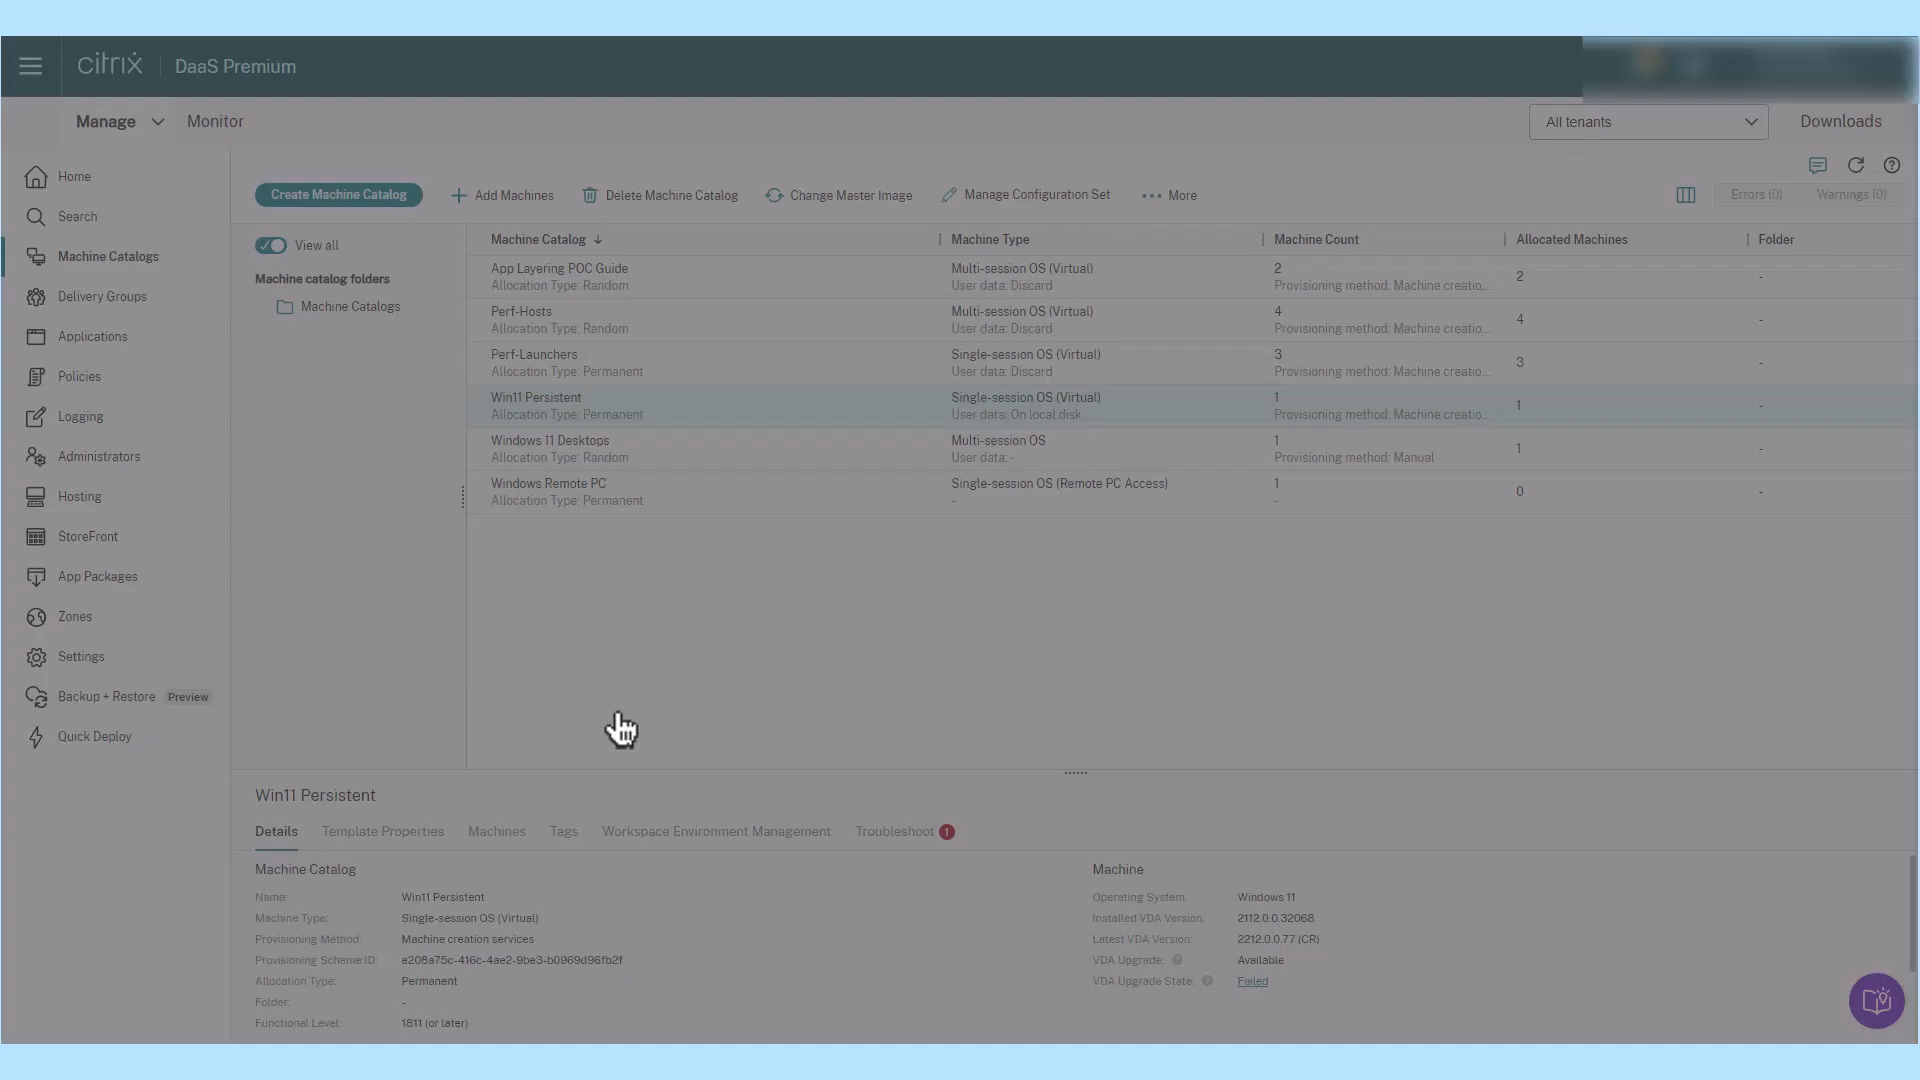 citrix DaaS Premium
Manage Monitor All tenants Downloads
Home
Search
Machine Catalogs
Delivery Groups
Applications
Policies
Logging
Administrators
Hosting
StoreFront
App Packages
Zones
Settings
Backup + Restore Preview
Quick Deploy
Create Machine Catalog Add Machines Delete Machine Catalog Change Master Image Manage Configuration Set More Errors (0) Warnings (0)
View all
Machine catalog folders
Machine Catalogs
Machine Catalog ↓ Machine Type Machine Count Allocated Machines Folder
App Layering POC Guide Multi-session OS (Virtual) 2 2 -
Allocation Type: Random User data: Discard Provisioning method: Machine creatio...
Perf-Hosts Multi-session OS (Virtual) 4 4 -
Allocation Type: Random User data: Discard Provisioning method: Machine creatio...
Perf-Launchers Single-session OS (Virtual) 3 3 -
Allocation Type: Permanent User data: Discard Provisioning method: Machine creatio...
Win11 Persistent Single-session OS (Virtual) 1 1 -
Allocation Type: Permanent User data: On local disk Provisioning method: Machine creatio...
Windows 11 Desktops Multi-session OS 1 1 -
Allocation Type: Random User data: - Provisioning method: Manual
Windows Remote PC Single-session OS (Remote PC Access) 1 0 -
Allocation Type: Permanent - -
Win11 Persistent
Details Template Properties Machines Tags Workspace Environment Management Troubleshoot 1
Machine Catalog
Name: Win11 Persistent
Machine Type: Single-session OS (Virtual)
Provisioning Method: Machine creation services
Provisioning Scheme ID: e208a75c-416c-4ae2-9be3-b0969d96fb2f
Allocation Type: Permanent
Folder: -
Functional Level: 1811 (or later)
Machine
Operating System: Windows 11
Installed VDA Version: 2112.0.0.32068
Latest VDA Version: 2212.0.0.77 (CR)
VDA Upgrade: Available
VDA Upgrade State: Failed